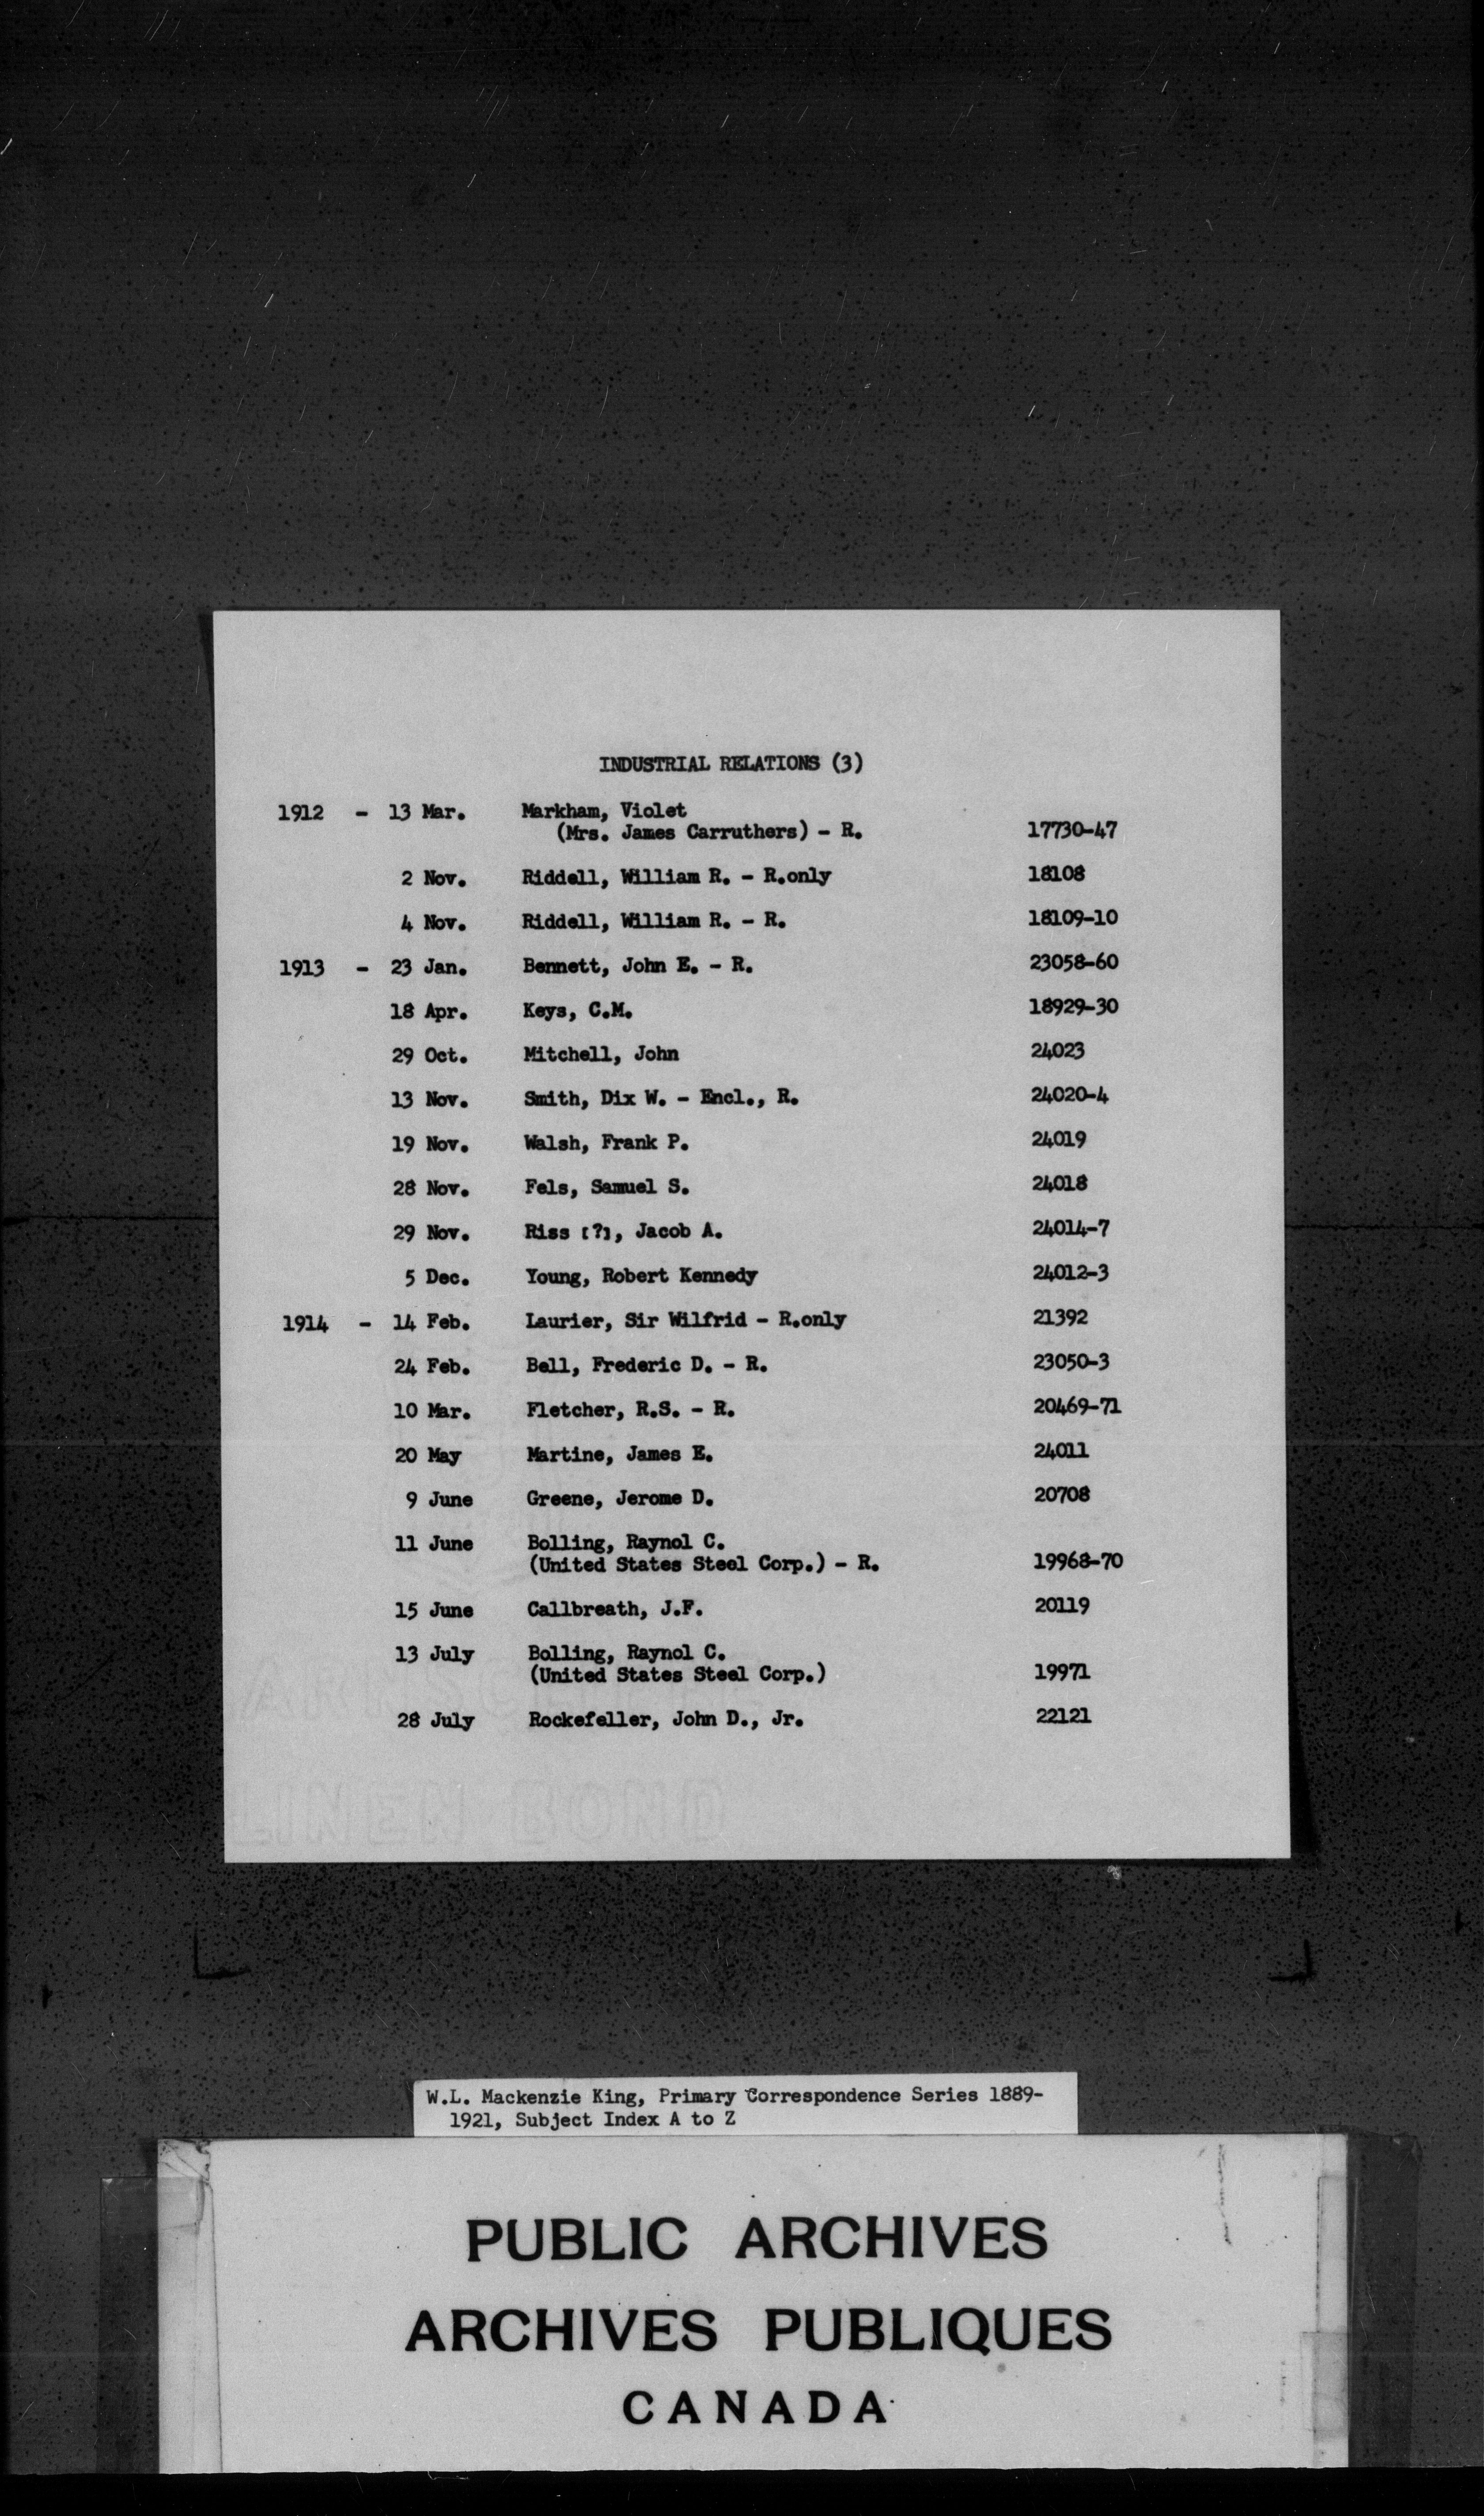 INDUSTRIAL RELATIONS (3)
1912 - 13 Mar. Markham, Violet
(Mrs. James Carruthers) - R. 17730-47
2 Nov. Riddell, William R. - R.only 18108
4 Nov. Riddell, William R. - R. 18109-10
1913 - 23 Jan. Bennett, John E. - R. 23058-60
18 Apr. Keys, C.M. 18929-30
29 Oct. Mitchell, John 24023
13 Nov. Smith, Dix W. - Encl., R. 24020-4
19 Nov. Walsh, Frank P. 24019
28 Nov. Fels, Samuel S. 24018
29 Nov. Riss [?], Jacob A. 24014-7
5 Dec. Young, Robert Kennedy 24012-3
1914 - 14 Feb. Laurier, Sir Wilfrid - R.only 21392
24 Feb. Bell, Frederic D. - R. 23050-3
10 Mar. Fletcher, R.S. - R. 20469-71
20 May Martine, James E. 24011
9 June Greene, Jerome D. 20708
11 June Bolling, Raynol C.
(United States Steel Corp.) - R. 19968-70
15 June Callbreath, J.F. 20119
13 July Bolling, Raynol C.
(United States Steel Corp.) 19971
28 July Rockefeller, John D., Jr. 22121
LINEN BOND
W.L. Mackenzie King, Primary Correspondence Series 1889-
1921, Subject Index A to Z
PUBLIC ARCHIVES
ARCHIVES PUBLIQUES
CANADA